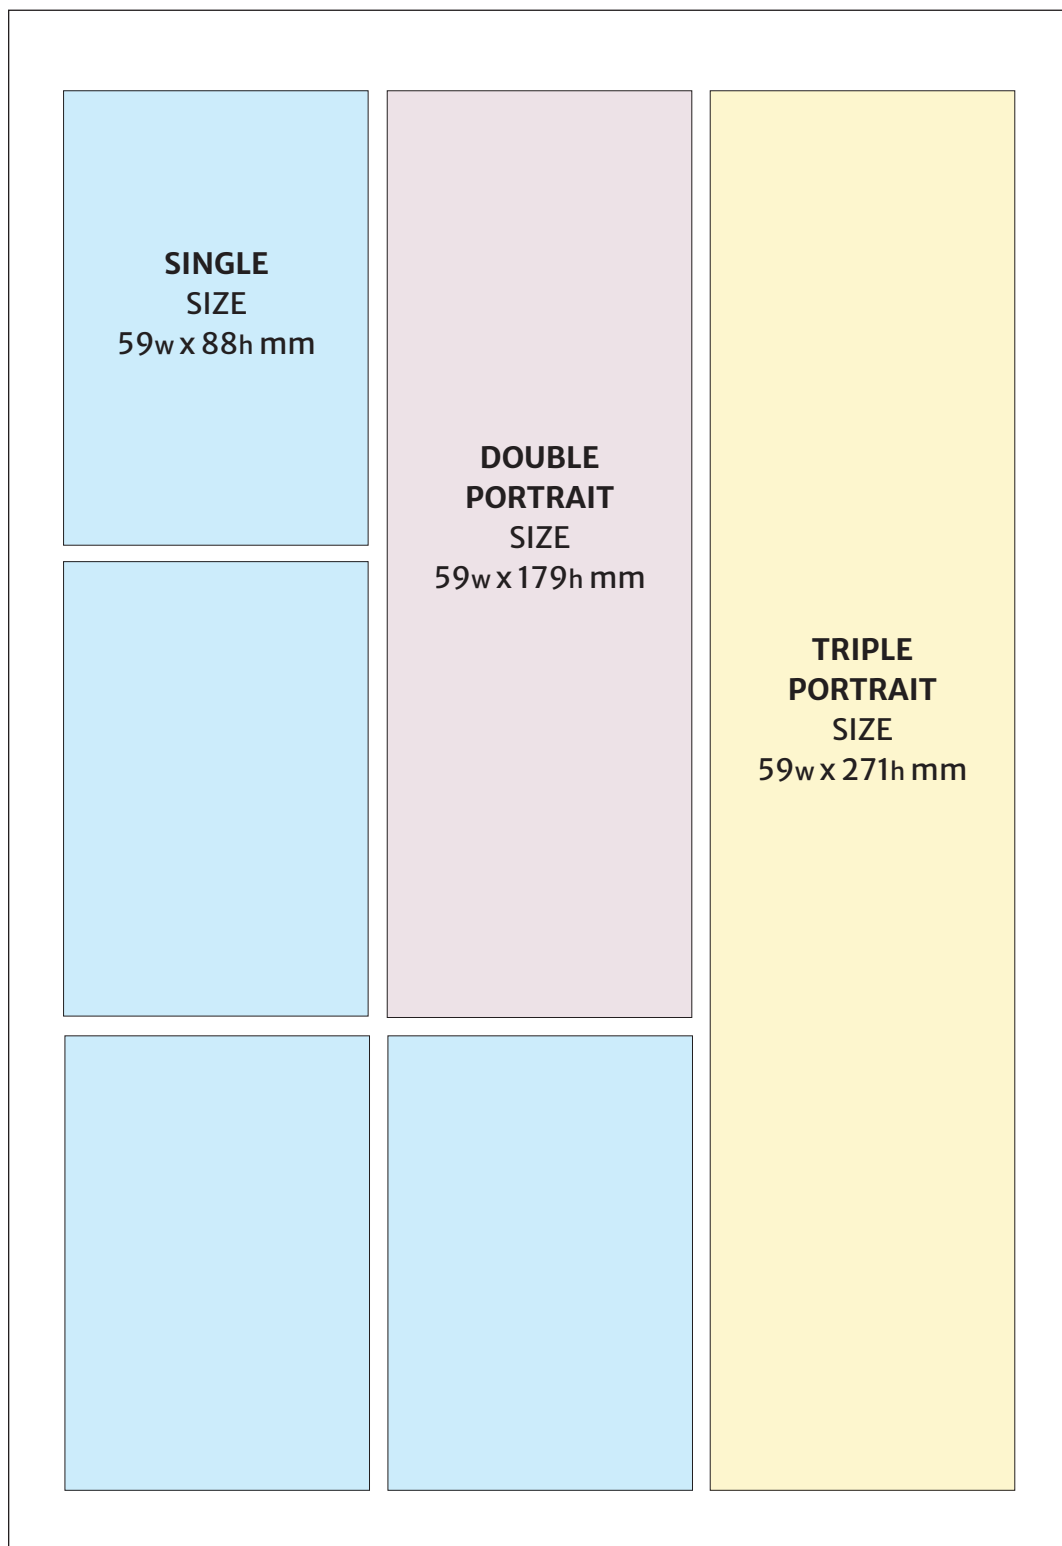 SINGLE
SIZE
59w x 88h mm
DOUBLE
PORTRAIT
SIZE
59w x 179h mm
TRIPLE
PORTRAIT
SIZE
59w x 271h mm